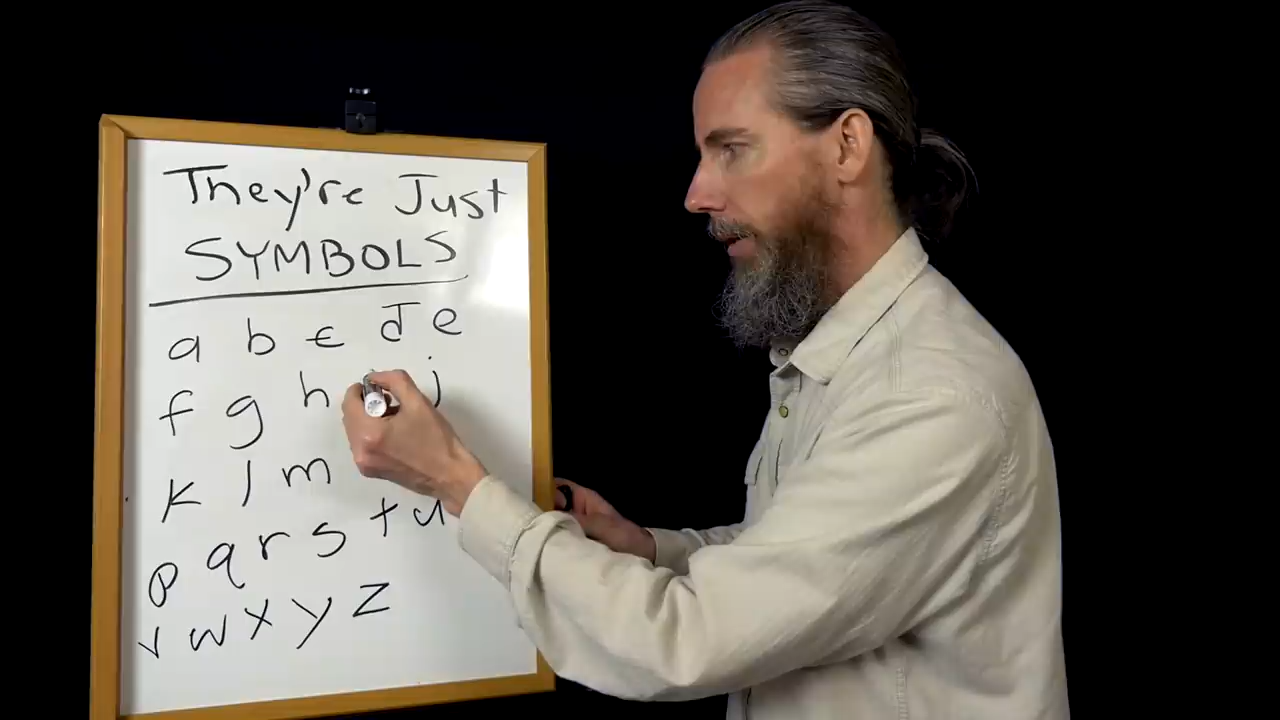 They're Just
SYMBOLS
a b є d̅ e
f g h j
k l m
p q r s t u
v w x y z